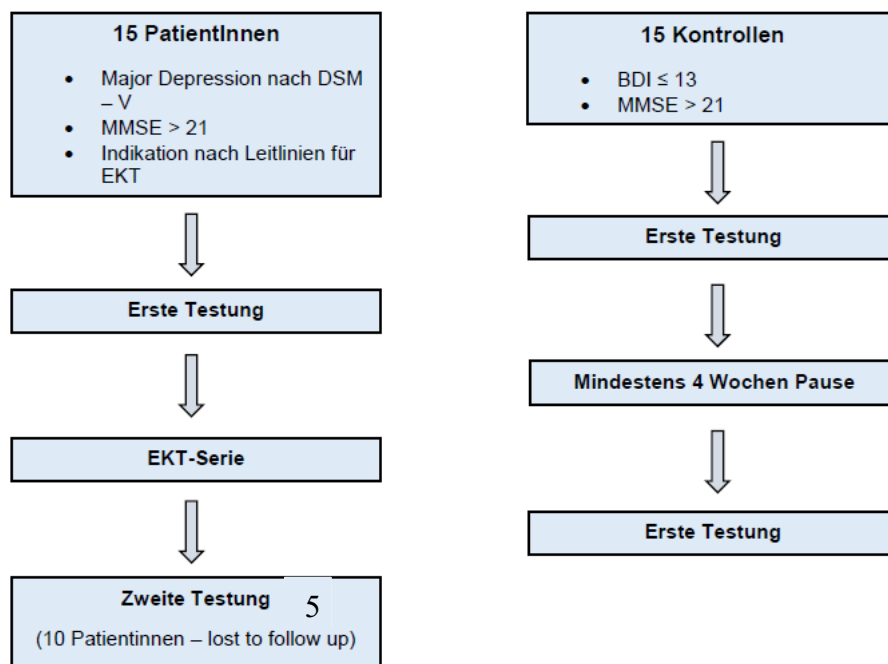 15 PatientInnen
• Major Depression nach DSM
– V
• MMSE > 21
• Indikation nach Leitlinien für
EKT
Erste Testung
EKT-Serie
Zweite Testung 5
(10 Patientinnen – lost to follow up)
15 Kontrollen
• BDI ≤ 13
• MMSE > 21
Erste Testung
Mindestens 4 Wochen Pause
Erste Testung